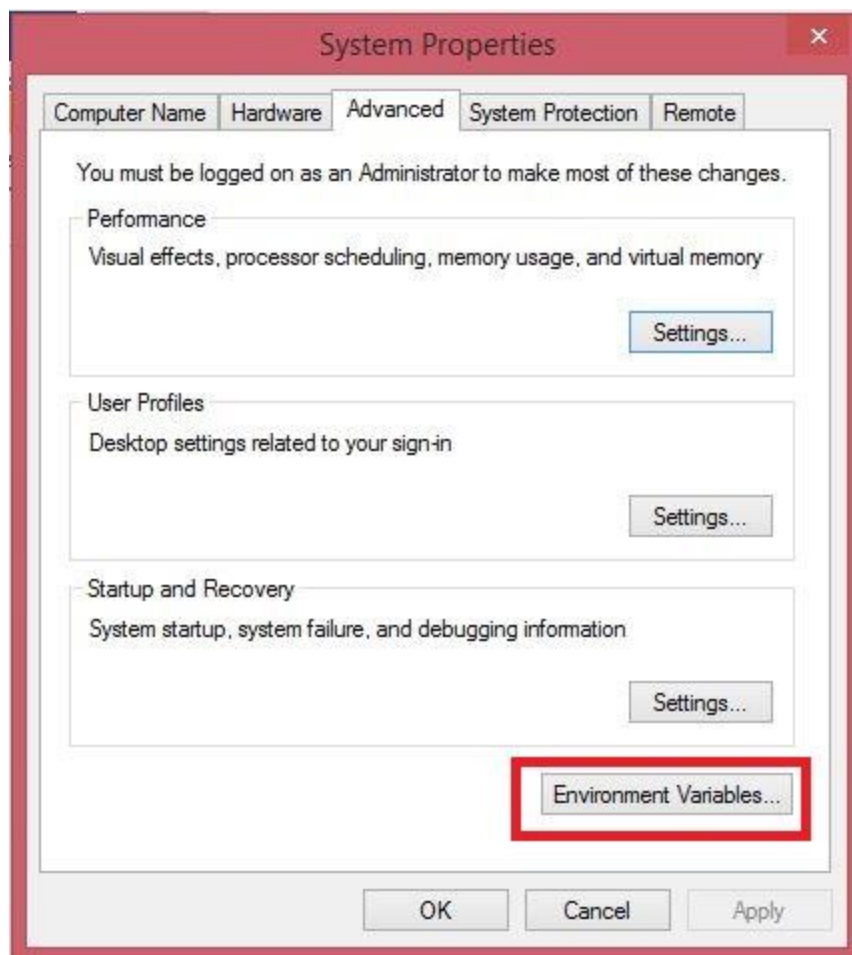 System Properties
Computer Name
Hardware
Advanced
System Protection
Remote
You must be logged on as an Administrator to make most of these changes.
Performance
Visual effects, processor scheduling, memory usage, and virtual memory
Settings...
User Profiles
Desktop settings related to your sign-in
Settings...
Startup and Recovery
System startup, system failure, and debugging information
Settings...
Environment Variables...
OK
Cancel
Apply